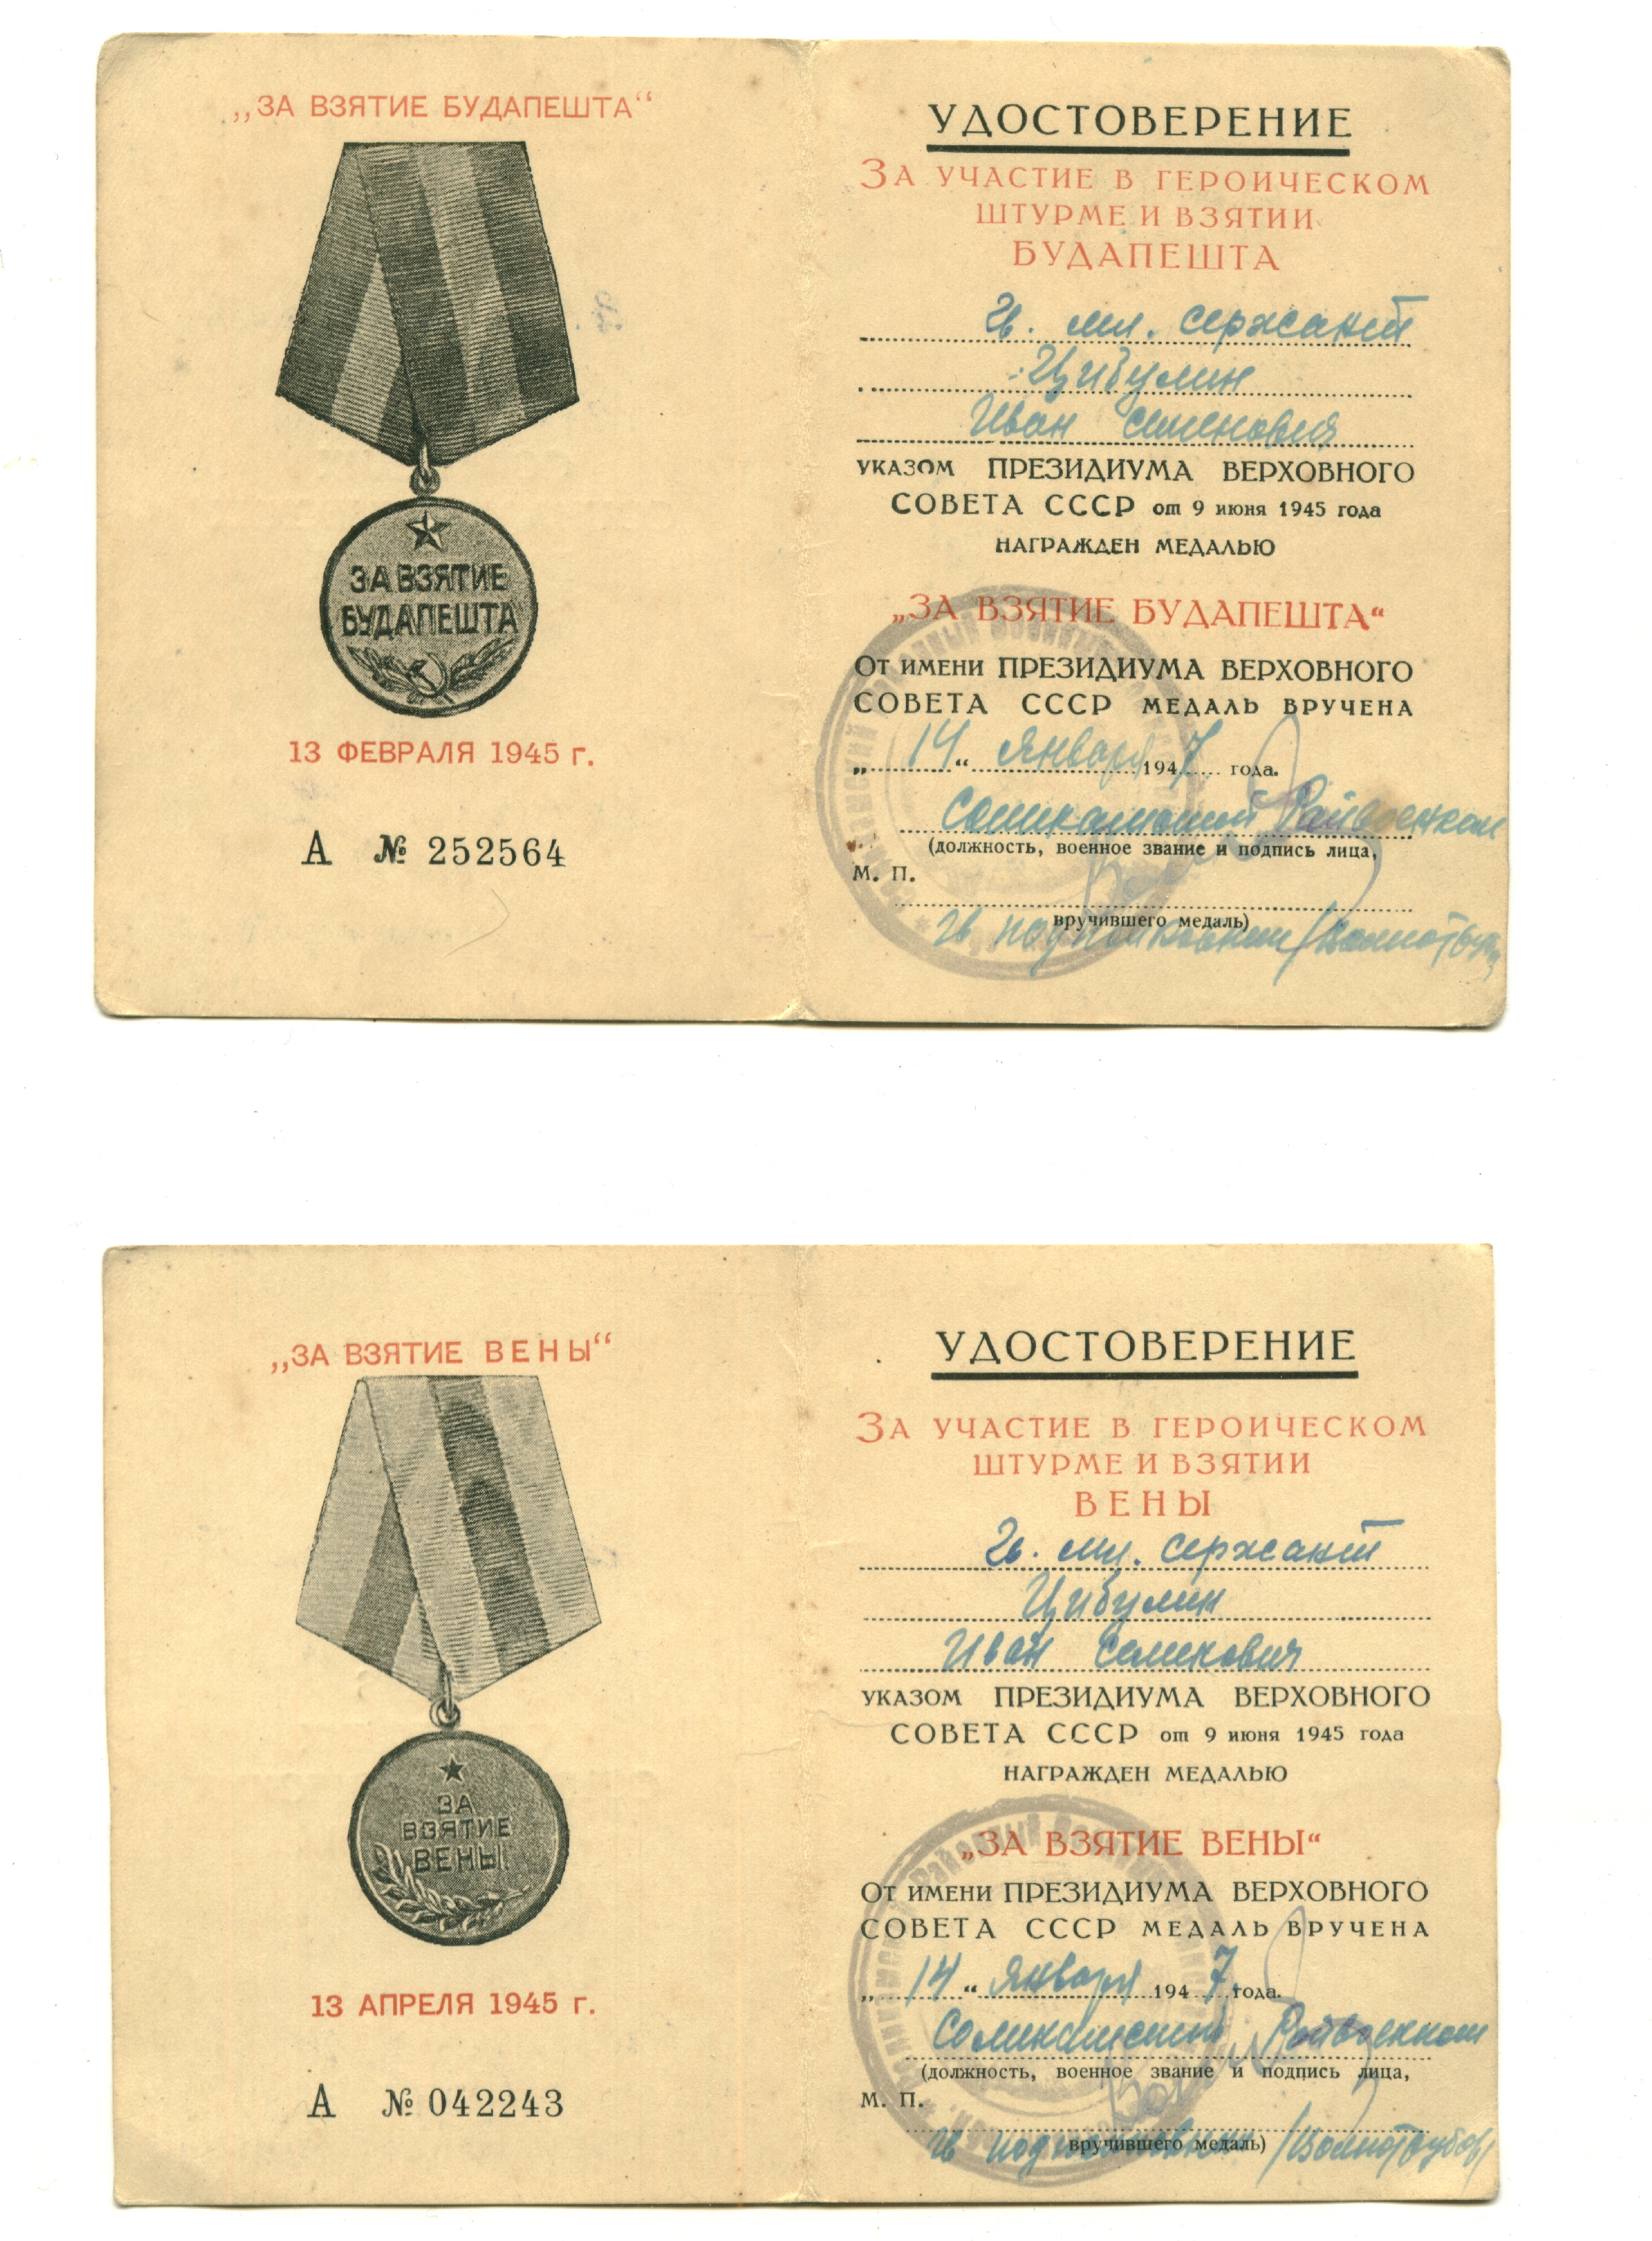 „ЗА ВЗЯТИЕ БУДАПЕШТА“
ЗА ВЗЯТИЕ
БУДАПЕШТА
13 ФЕВРАЛЯ 1945 г.
А № 252564
УДОСТОВЕРЕНИЕ
ЗА УЧАСТИЕ В ГЕРОИЧЕСКОМ
ШТУРМЕ И ВЗЯТИИ
БУДАПЕШТА
Гв. мл. сержант
Цибулин
Иван Семенович
УКАЗОМ ПРЕЗИДИУМА ВЕРХОВНОГО
СОВЕТА СССР от 9 июня 1945 года
НАГРАЖДЕН МЕДАЛЬЮ
„ЗА ВЗЯТИЕ БУДАПЕШТА“
ОТ ИМЕНИ ПРЕЗИДИУМА ВЕРХОВНОГО
СОВЕТА СССР МЕДАЛЬ ВРУЧЕНА
„14“ января 1947 года.
Райвоенком
(должность, военное звание и подпись лица,
М. П.
вручившего медаль)
гв подполковник
„ЗА ВЗЯТИЕ ВЕНЫ“
ЗА
ВЗЯТИЕ
ВЕНЫ
13 АПРЕЛЯ 1945 г.
А № 042243
УДОСТОВЕРЕНИЕ
ЗА УЧАСТИЕ В ГЕРОИЧЕСКОМ
ШТУРМЕ И ВЗЯТИИ
ВЕНЫ
Гв. мл. сержант
Цибулин
Иван Семенович
УКАЗОМ ПРЕЗИДИУМА ВЕРХОВНОГО
СОВЕТА СССР от 9 июня 1945 года
НАГРАЖДЕН МЕДАЛЬЮ
„ЗА ВЗЯТИЕ ВЕНЫ“
ОТ ИМЕНИ ПРЕЗИДИУМА ВЕРХОВНОГО
СОВЕТА СССР МЕДАЛЬ ВРУЧЕНА
„14“ января 1947 года.
Райвоенком
(должность, военное звание и подпись лица,
М. П.
вручившего медаль)
гв подполковник